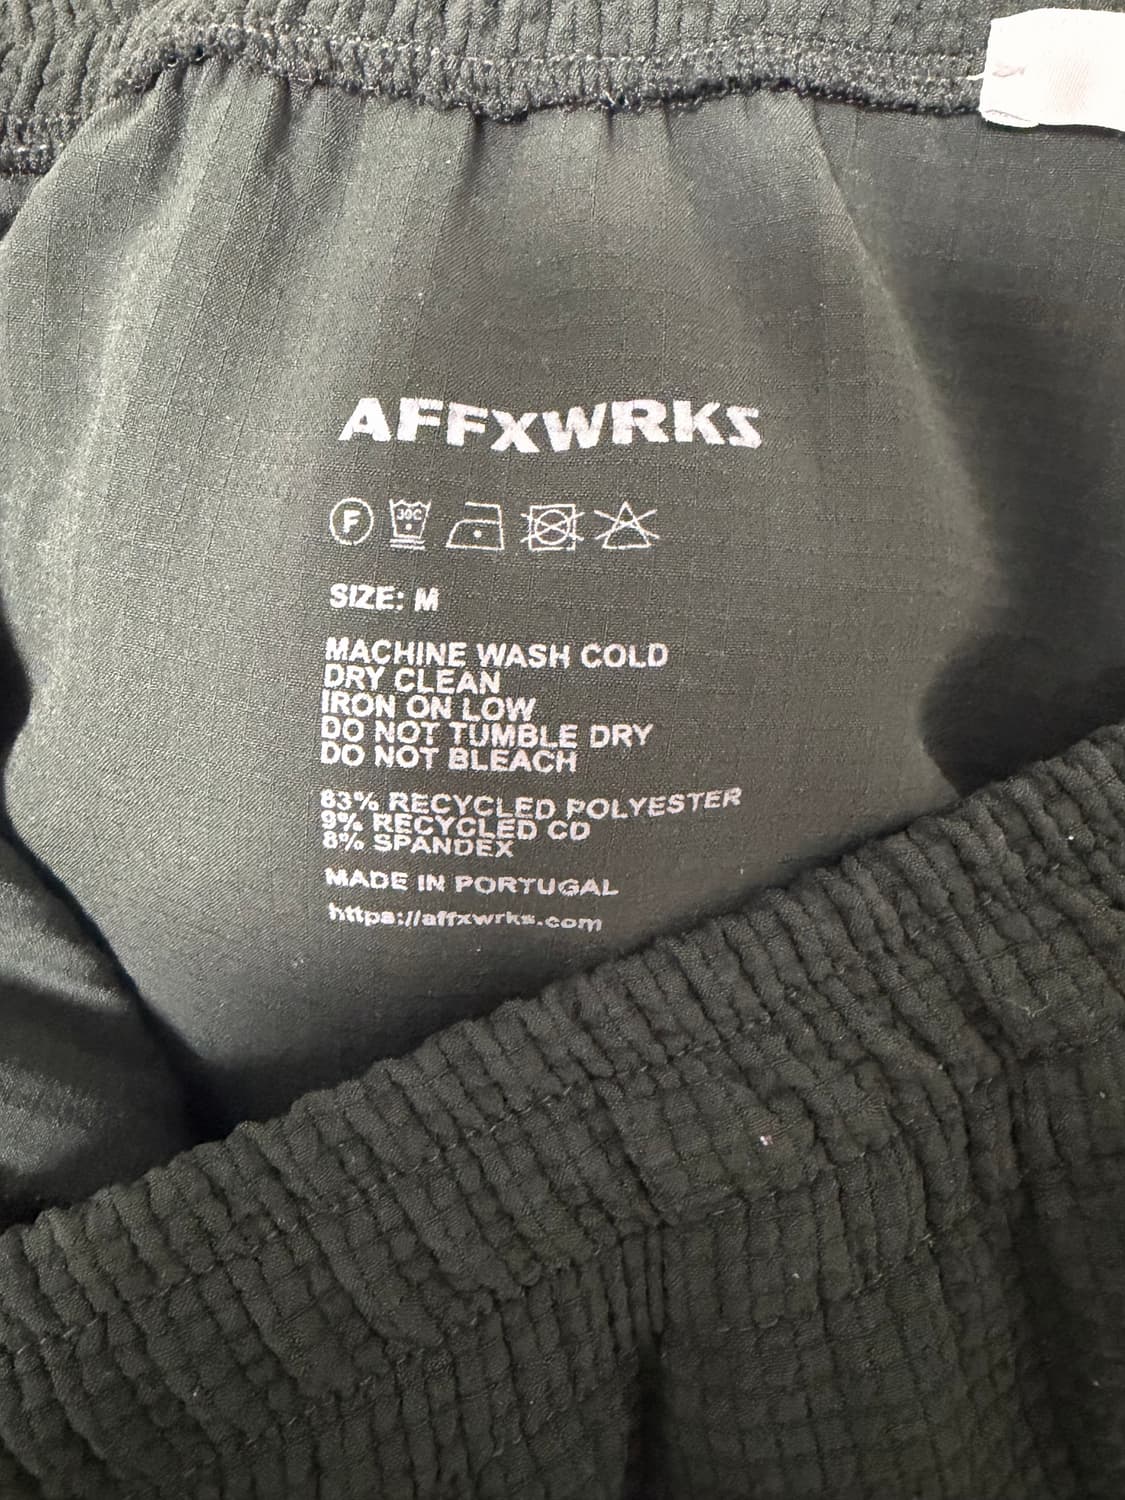 AFFXWRKS
F 30C
SIZE: M
MACHINE WASH COLD
DRY CLEAN
IRON ON LOW
DO NOT TUMBLE DRY
DO NOT BLEACH
83% RECYCLED POLYESTER
9% RECYCLED CD
8% SPANDEX
MADE IN PORTUGAL
https://affxwrks.com